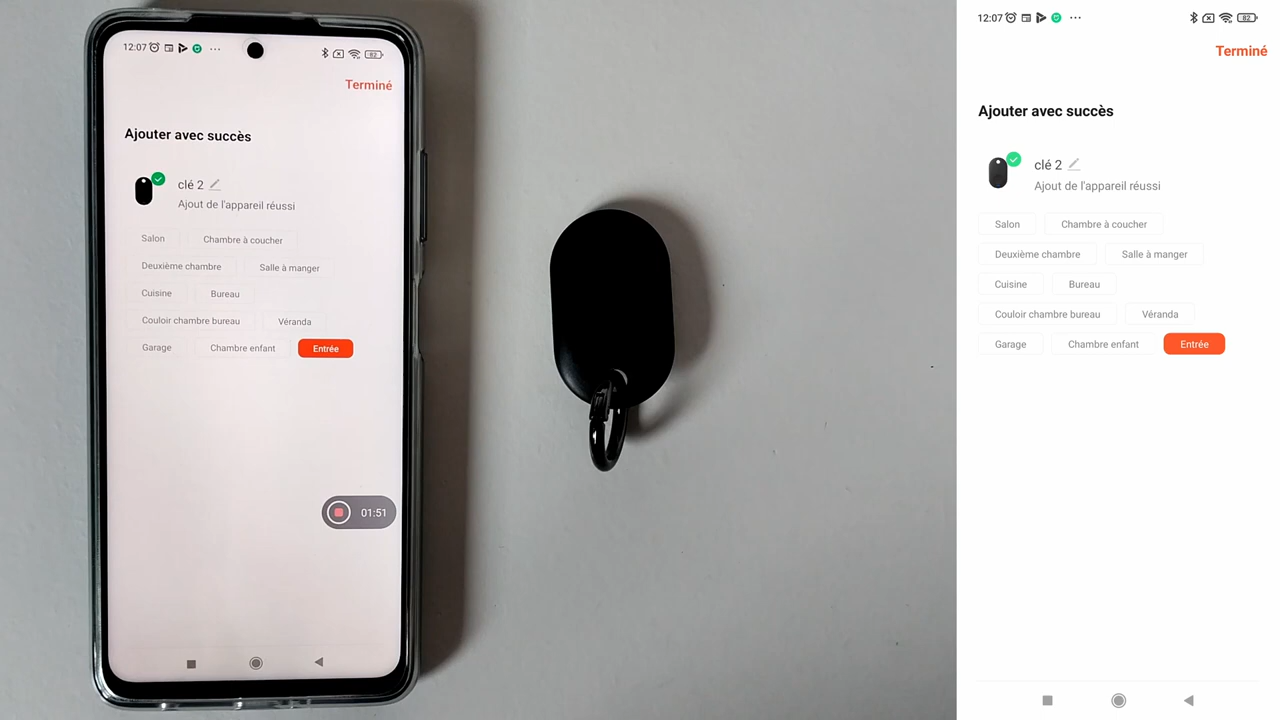 12:07 ...
82
Terminé
Ajouter avec succès
clé 2
Ajout de l'appareil réussi
Salon Chambre à coucher
Deuxième chambre Salle à manger
Cuisine Bureau
Couloir chambre bureau Véranda
Garage Chambre enfant Entrée
01:51
12:07 ...
82
Terminé
Ajouter avec succès
clé 2
Ajout de l'appareil réussi
Salon Chambre à coucher
Deuxième chambre Salle à manger
Cuisine Bureau
Couloir chambre bureau Véranda
Garage Chambre enfant Entrée